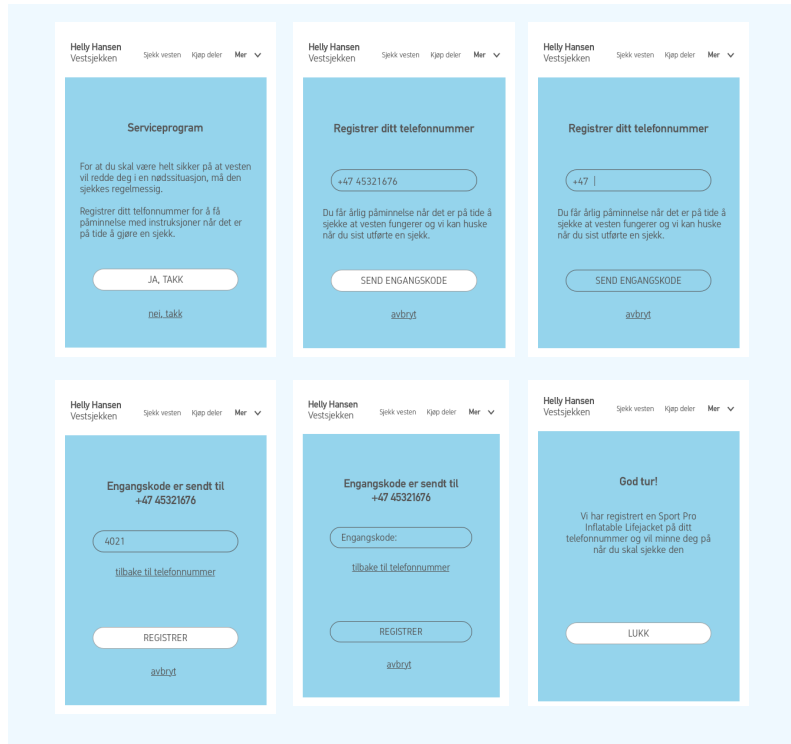 Helly Hansen
Vestsjekken
Sjekk vesten Kjøp deler Mer
Serviceprogram
For at du skal være helt sikker på at vesten
vil redde deg i en nødssituasjon, må den
sjekkes regelmessig.
Registrer ditt telfonnummer for å få
påminnelse med instruksjoner når det er
på tide å gjøre en sjekk.
JA, TAKK
nei, takk
Helly Hansen
Vestsjekken
Sjekk vesten Kjøp deler Mer
Registrer ditt telefonnummer
+47 45321676
Du får årlig påminnelse når det er på tide å
sjekke at vesten fungerer og vi kan huske
når du sist utførte en sjekk.
SEND ENGANGSKODE
avbryt
Helly Hansen
Vestsjekken
Sjekk vesten Kjøp deler Mer
Registrer ditt telefonnummer
+47 |
Du får årlig påminnelse når det er på tide å
sjekke at vesten fungerer og vi kan huske
når du sist utførte en sjekk.
SEND ENGANGSKODE
avbryt
Helly Hansen
Vestsjekken
Sjekk vesten Kjøp deler Mer
Engangskode er sendt til
+47 45321676
4021
tilbake til telefonnummer
REGISTRER
avbryt
Helly Hansen
Vestsjekken
Sjekk vesten Kjøp deler Mer
Engangskode er sendt til
+47 45321676
Engangskode:
tilbake til telefonnummer
REGISTRER
avbryt
Helly Hansen
Vestsjekken
Sjekk vesten Kjøp deler Mer
God tur!
Vi har registrert en Sport Pro
Inflatable Lifejacket på ditt
telefonnummer og vil minne deg på
når du skal sjekke den
LUKK